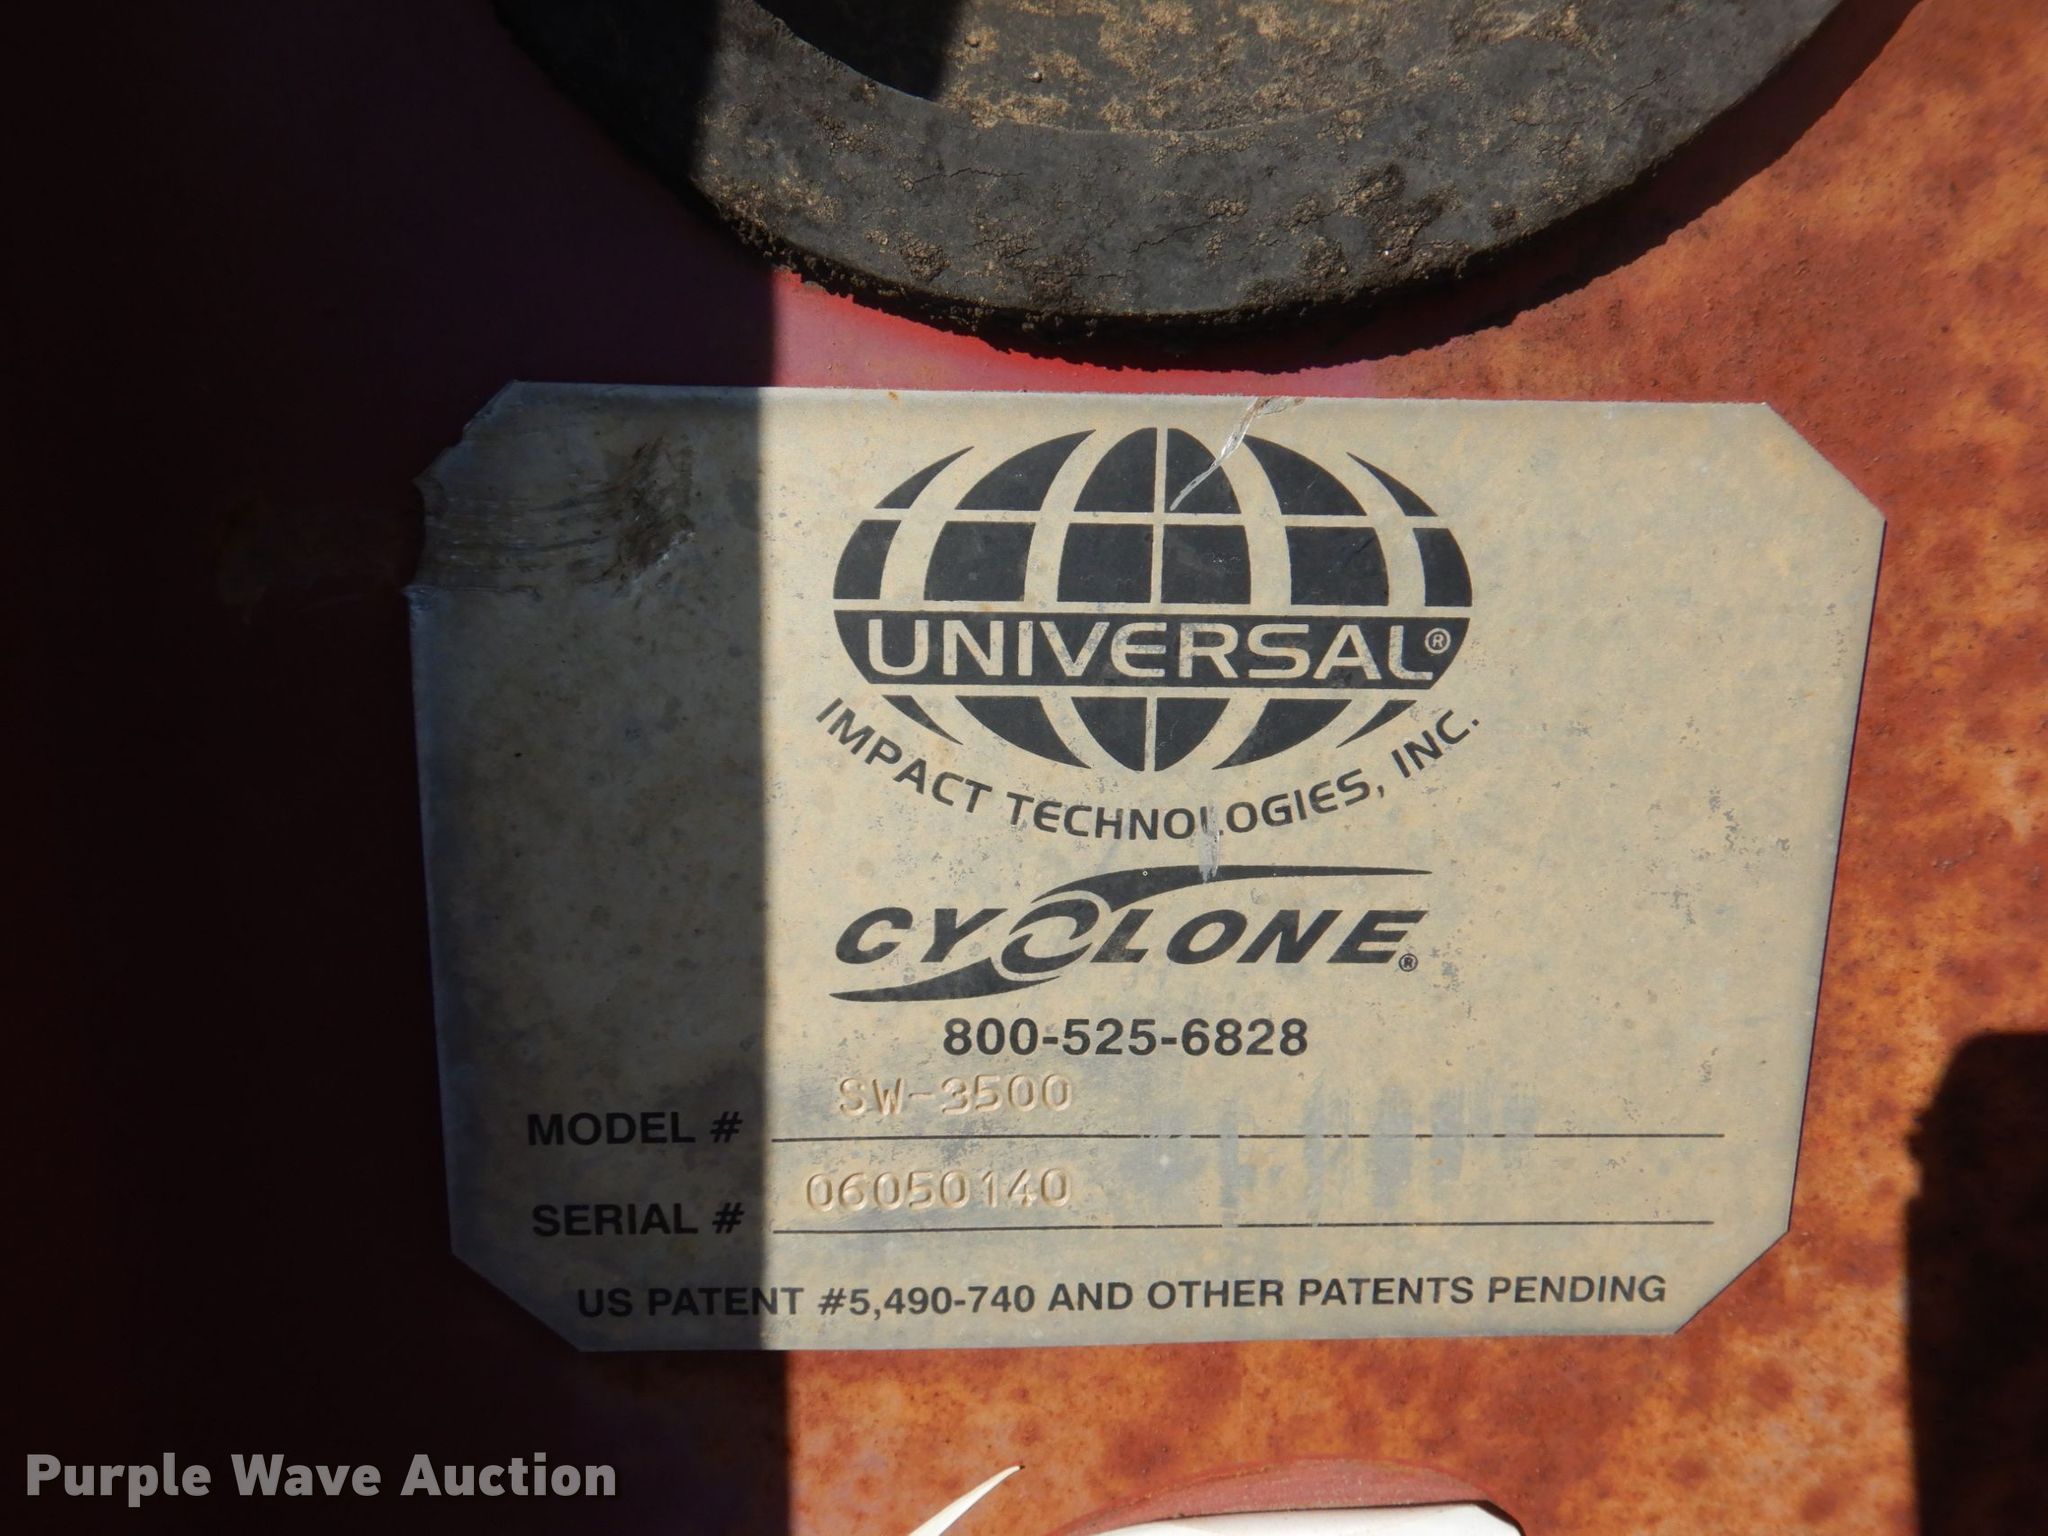 UNIVERSAL®
IMPACT TECHNOLOGIES, INC.
CYCLONE®
800-525-6828
MODEL # SW-3500
SERIAL # 06050140
US PATENT #5,490-740 AND OTHER PATENTS PENDING
Purple Wave Auction